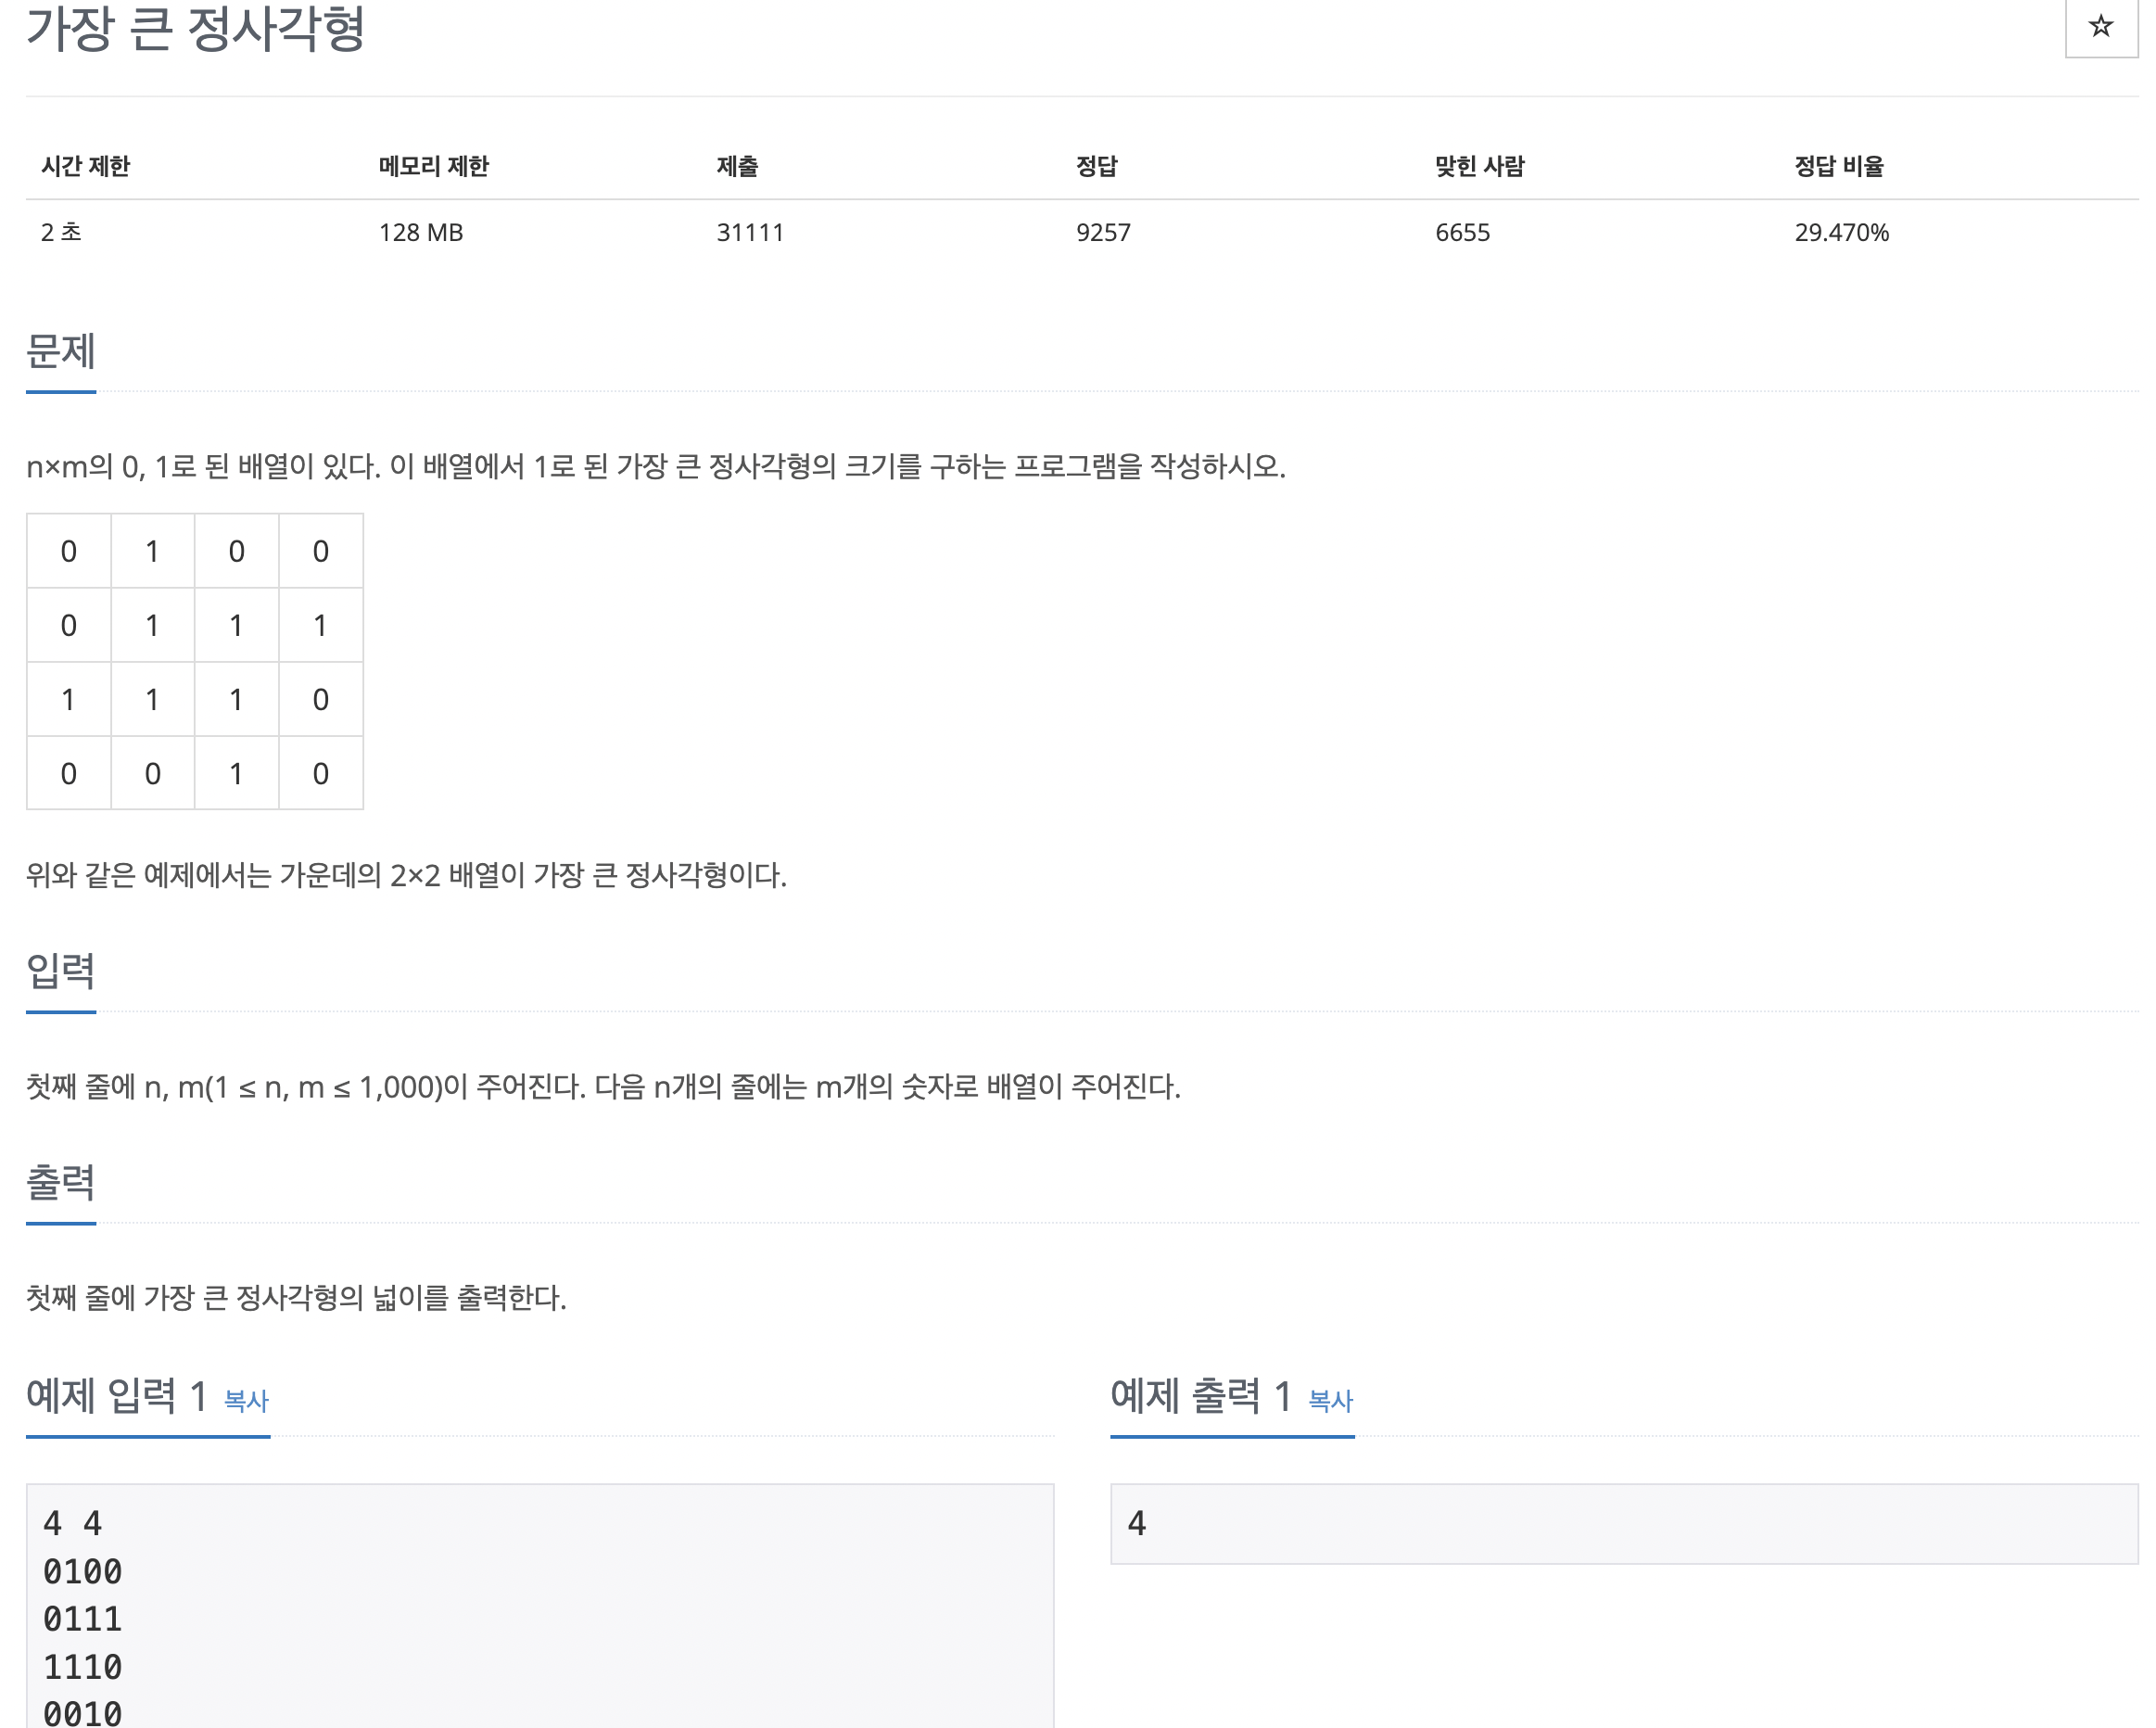 가장 큰 정사각형
☆
시간 제한 메모리 제한 제출 정답 맞힌 사람 정답 비율
2 초 128 MB 31111 9257 6655 29.470%
문제
n×m의 0, 1로 된 배열이 있다. 이 배열에서 1로 된 가장 큰 정사각형의 크기를 구하는 프로그램을 작성하시오.
0 1 0 0
0 1 1 1
1 1 1 0
0 0 1 0
위와 같은 예제에서는 가운데의 2×2 배열이 가장 큰 정사각형이다.
입력
첫째 줄에 n, m(1 ≤ n, m ≤ 1,000)이 주어진다. 다음 n개의 줄에는 m개의 숫자로 배열이 주어진다.
출력
첫째 줄에 가장 큰 정사각형의 넓이를 출력한다.
예제 입력 1 복사
4 4
0100
0111
1110
0010
예제 출력 1 복사
4